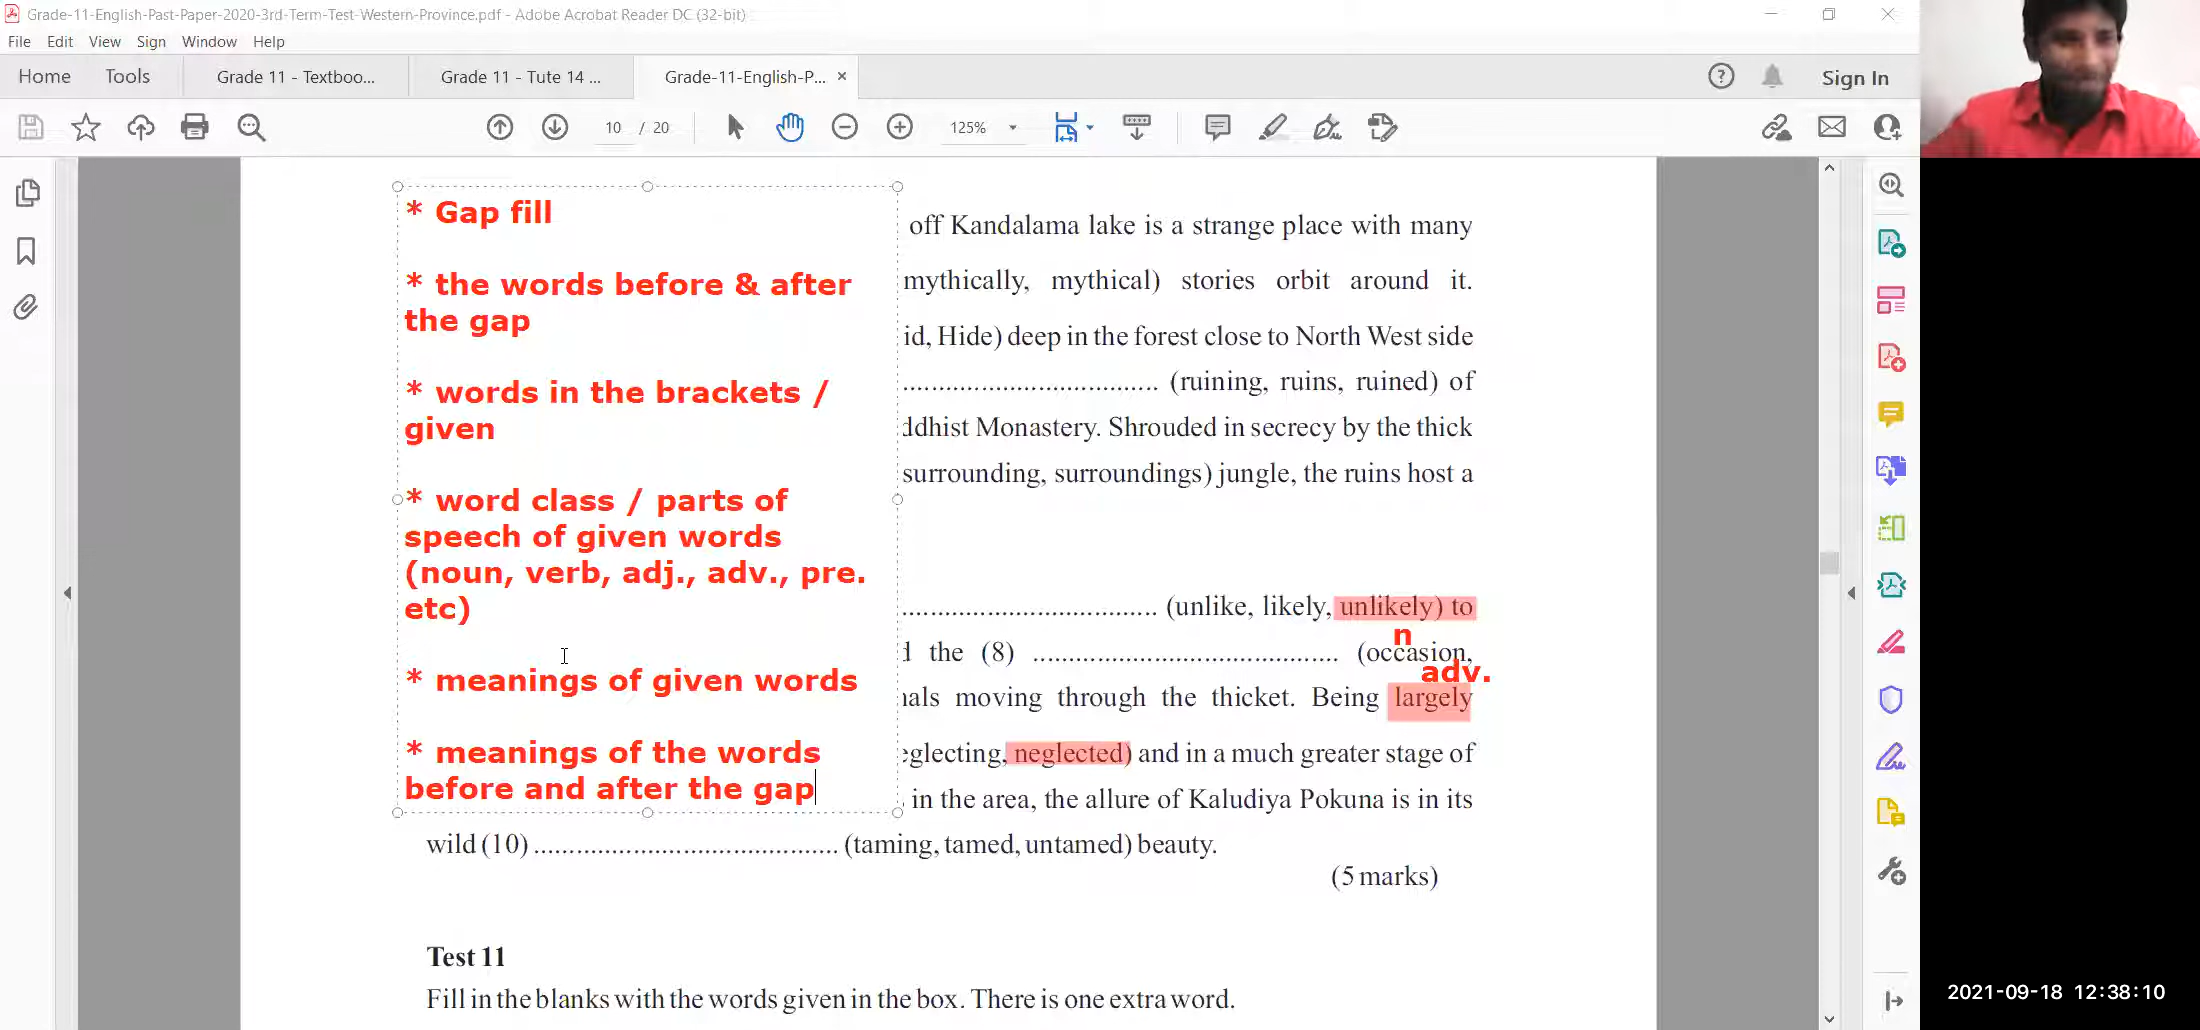 Grade-11-English-Past-Paper-2020-3rd-Term-Test-Western-Province.pdf - Adobe Acrobat Reader DC (32-bit)
File Edit View Sign Window Help
Home Tools Grade 11 - Textboo... Grade 11 - Tute 14 ... Grade-11-English-P... × Sign In
10 / 20 125%
* Gap fill
* the words before & after
the gap
* words in the brackets /
given
* word class / parts of
speech of given words
(noun, verb, adj., adv., pre.
etc)
* meanings of given words
* meanings of the words
before and after the gap
off Kandalama lake is a strange place with many
mythically, mythical) stories orbit around it.
id, Hide) deep in the forest close to North West side
.................................... (ruining, ruins, ruined) of
ddhist Monastery. Shrouded in secrecy by the thick
surrounding, surroundings) jungle, the ruins host a
.................................... (unlike, likely, unlikely) to
n
the (8) ........................................... (occasion,
adv.
als moving through the thicket. Being largely
eglecting, neglected) and in a much greater stage of
in the area, the allure of Kaludiya Pokuna is in its
wild (10) ........................................... (taming, tamed, untamed) beauty.
(5 marks)
Test 11
Fill in the blanks with the words given in the box. There is one extra word.
2021-09-18 12:38:10